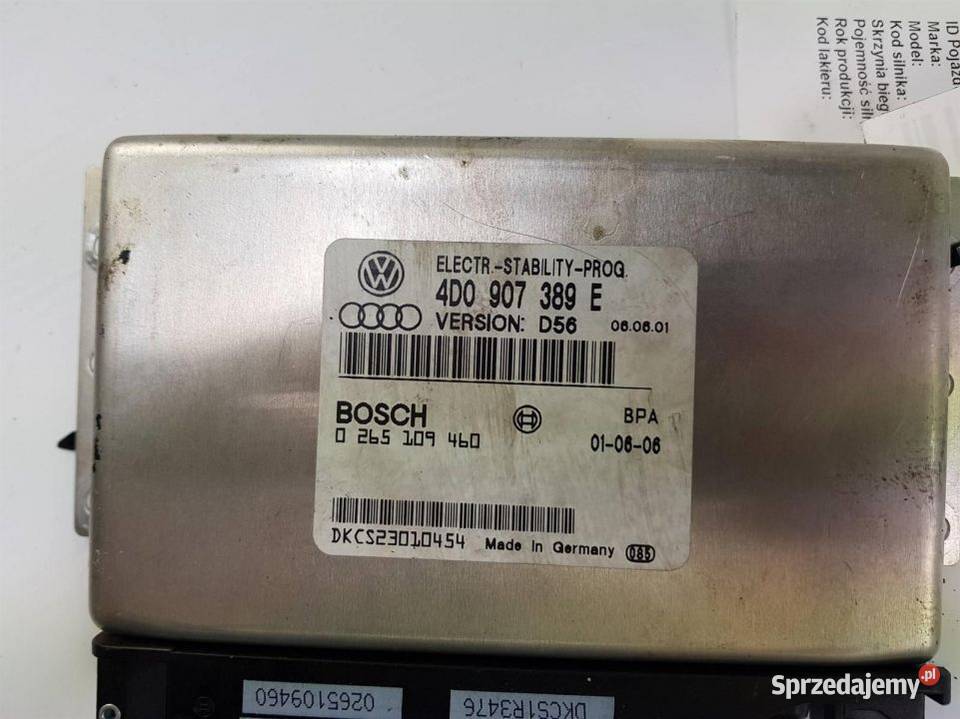 ID Pojazdu
Marka:
Model:
Kod silnika:
Skrzynia bieg
Pojemność siln
Rok produkcji:
Kod lakieru:
ELECTR.-STABILITY-PROG.
4D0 907 389 E
VERSION: D56 06.06.01
BOSCH BPA
0 265 109 460 01-06-06
DKCS23010454 Made in Germany 085
0265109460
DKCS1R3476
Sprzedajemy.pl